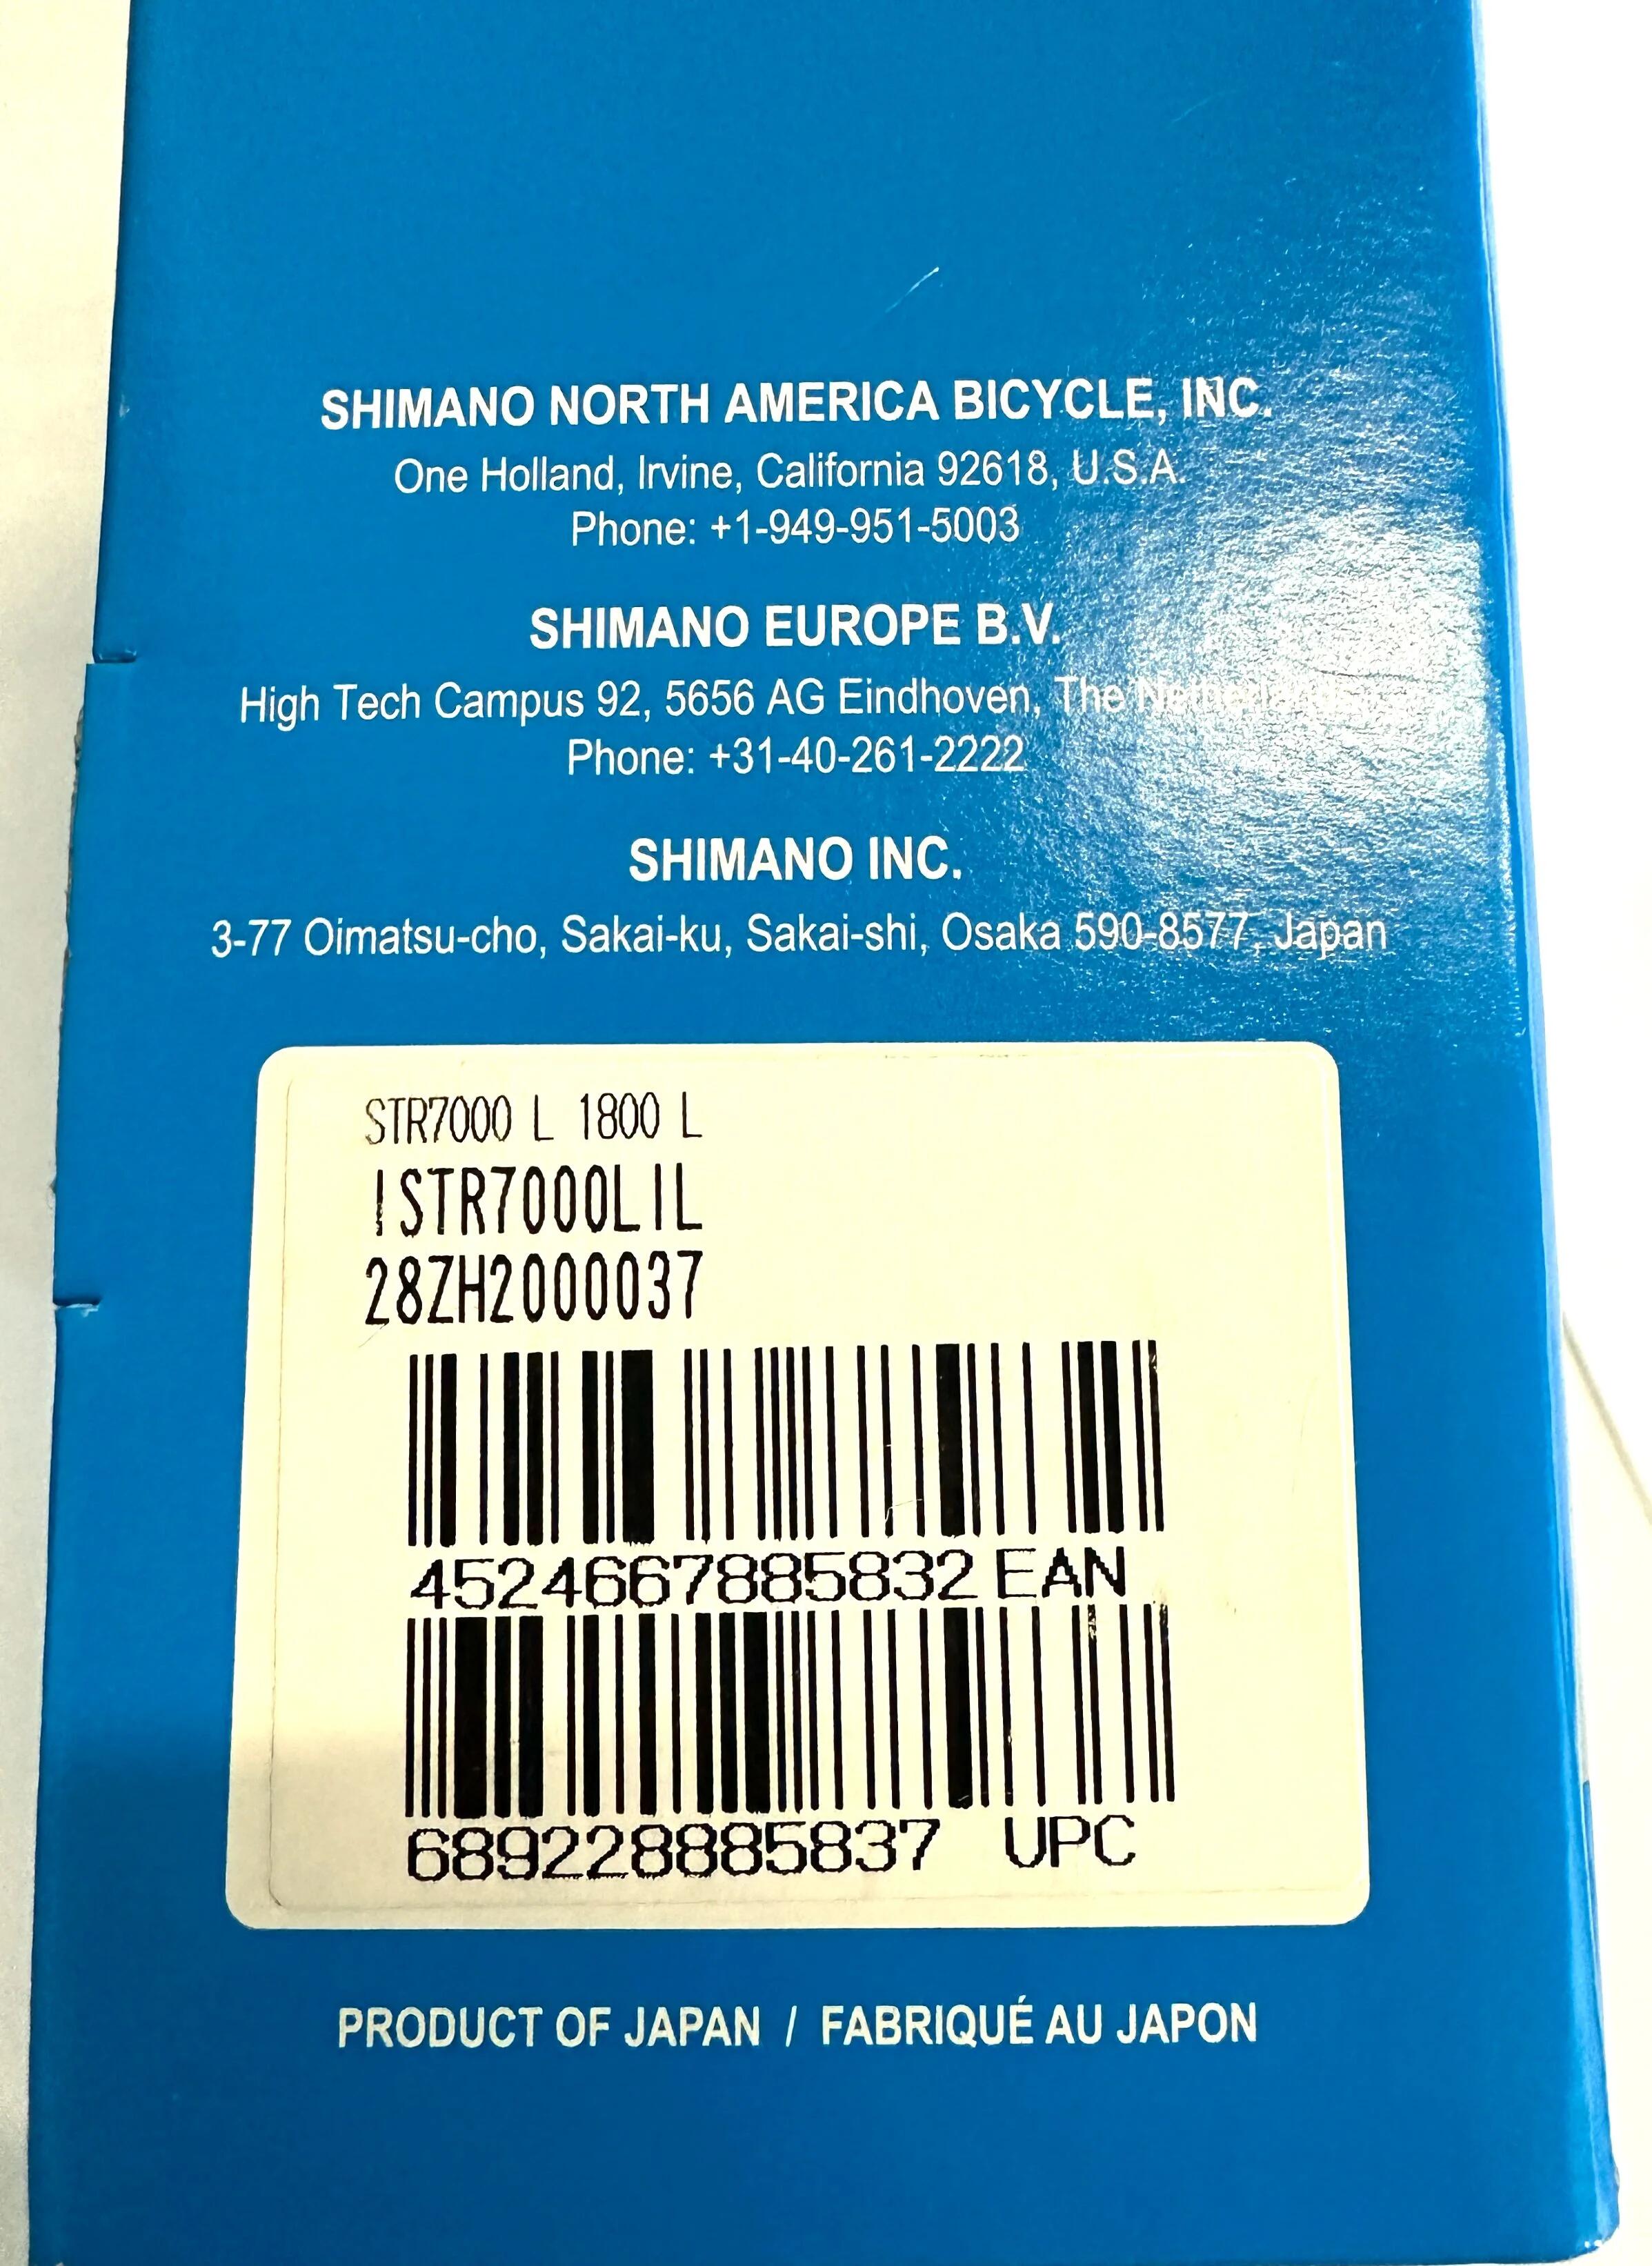 SHIMANO NORTH AMERICA BICYCLE, INC.
One Holland, Irvine, California 92618, U.S.A.
Phone: +1-949-951-5003
SHIMANO EUROPE B.V.
High Tech Campus 92, 5656 AG Eindhoven, The Netherlands
Phone: +31-40-261-2222
SHIMANO INC.
3-77 Oimatsu-cho, Sakai-ku, Sakai-shi, Osaka 590-8577, Japan
STR7000 L 1800 L
ISTR7000LIL
28ZH2000037
4524667885832 EAN
689228885837 UPC
PRODUCT OF JAPAN / FABRIQUÉ AU JAPON